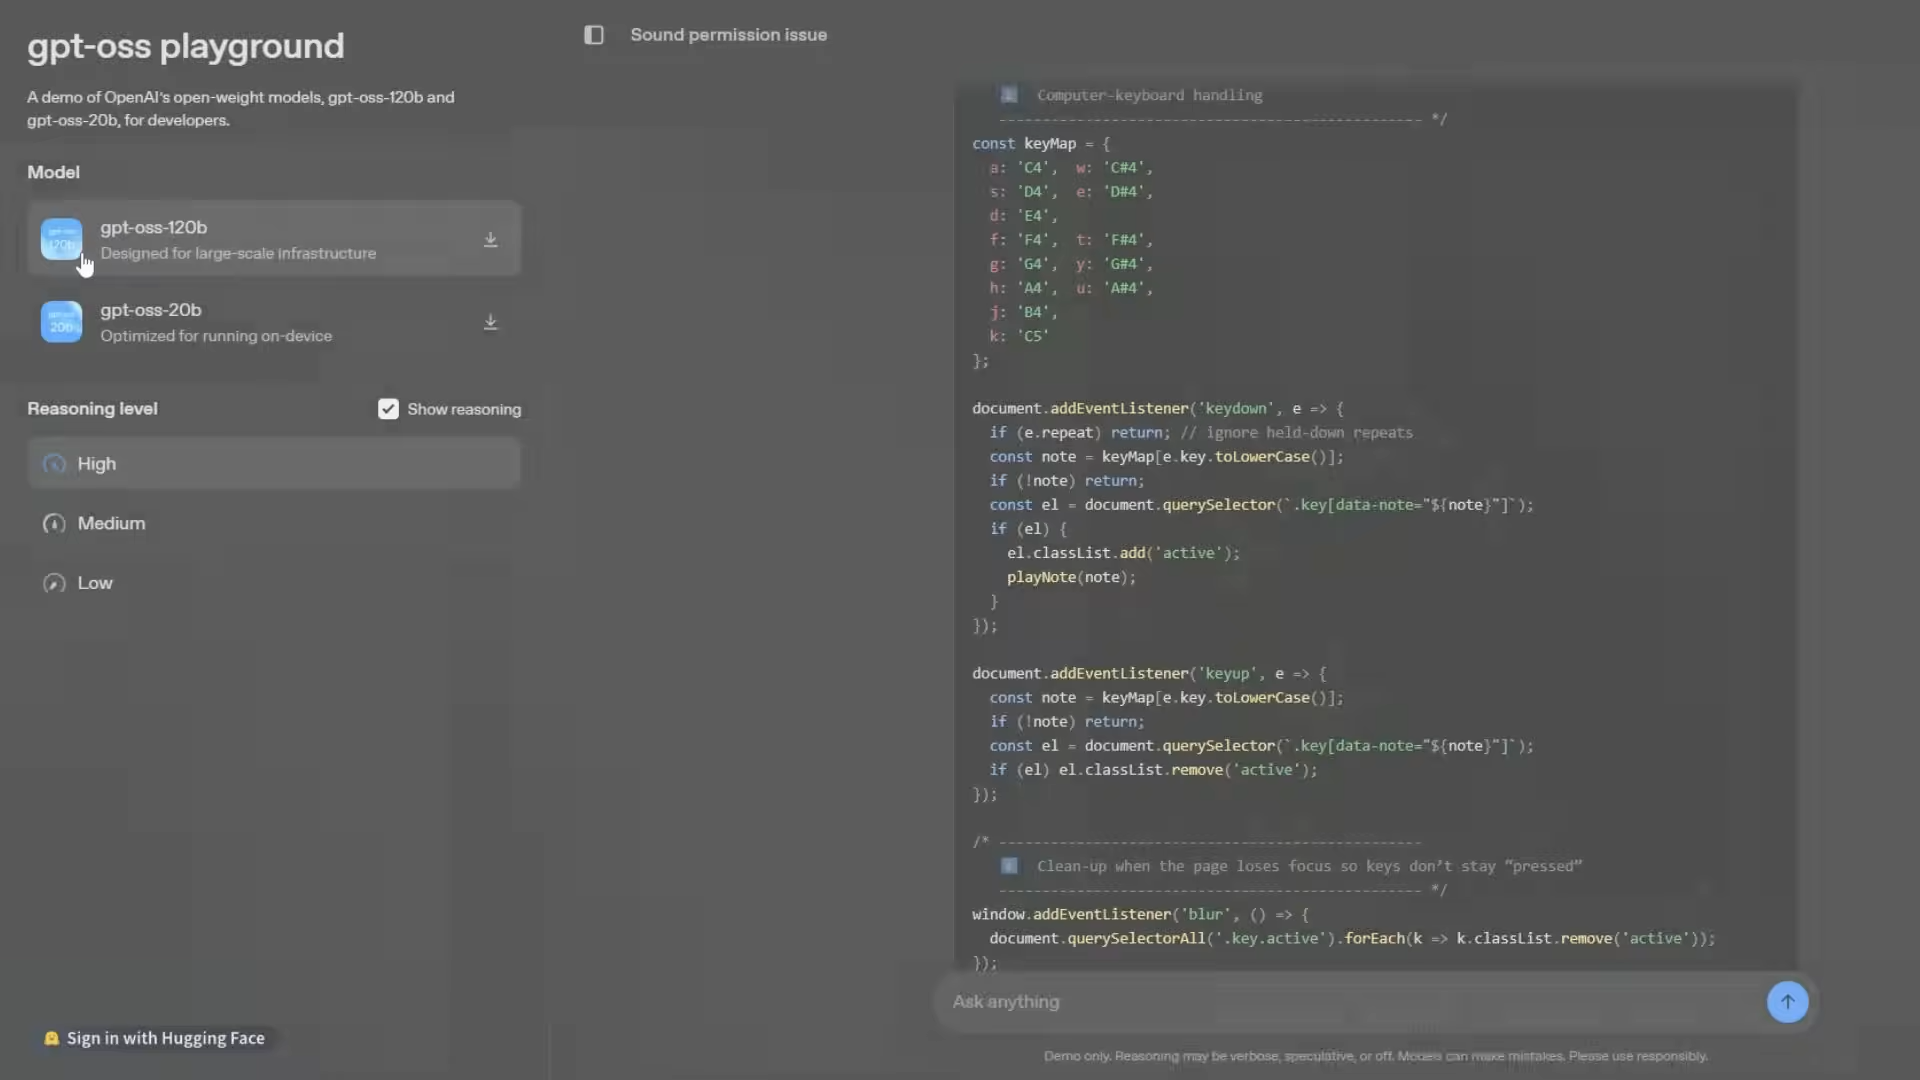 gpt-oss playground
A demo of OpenAI's open-weight models, gpt-oss-120b and
gpt-oss-20b, for developers.
Model
gpt-oss-120b
Designed for large-scale infrastructure
gpt-oss-20b
Optimized for running on-device
Reasoning level
Show reasoning
High
Medium
Low
Sign in with Hugging Face
Sound permission issue
Computer-keyboard handling
------------------------------------------------- */
const keyMap = {
a: 'C4', w: 'C#4',
s: 'D4', e: 'D#4',
d: 'E4',
f: 'F4', t: 'F#4',
g: 'G4', y: 'G#4',
h: 'A4', u: 'A#4',
j: 'B4',
k: 'C5'
};
document.addEventListener('keydown', e => {
if (e.repeat) return; // ignore held-down repeats
const note = keyMap[e.key.toLowerCase()];
if (!note) return;
const el = document.querySelector(`.key[data-note="${note}"]`);
if (el) {
el.classList.add('active');
playNote(note);
}
});
document.addEventListener('keyup', e => {
const note = keyMap[e.key.toLowerCase()];
if (!note) return;
const el = document.querySelector(`.key[data-note="${note}"]`);
if (el) el.classList.remove('active');
});
/* -------------------------------------------------
Clean-up when the page loses focus so keys don’t stay “pressed”
------------------------------------------------- */
window.addEventListener('blur', () => {
document.querySelectorAll('.key.active').forEach(k => k.classList.remove('active'));
});
Ask anything
Demo only. Reasoning may be verbose, speculative, or off. Models can make mistakes. Please use responsibly.